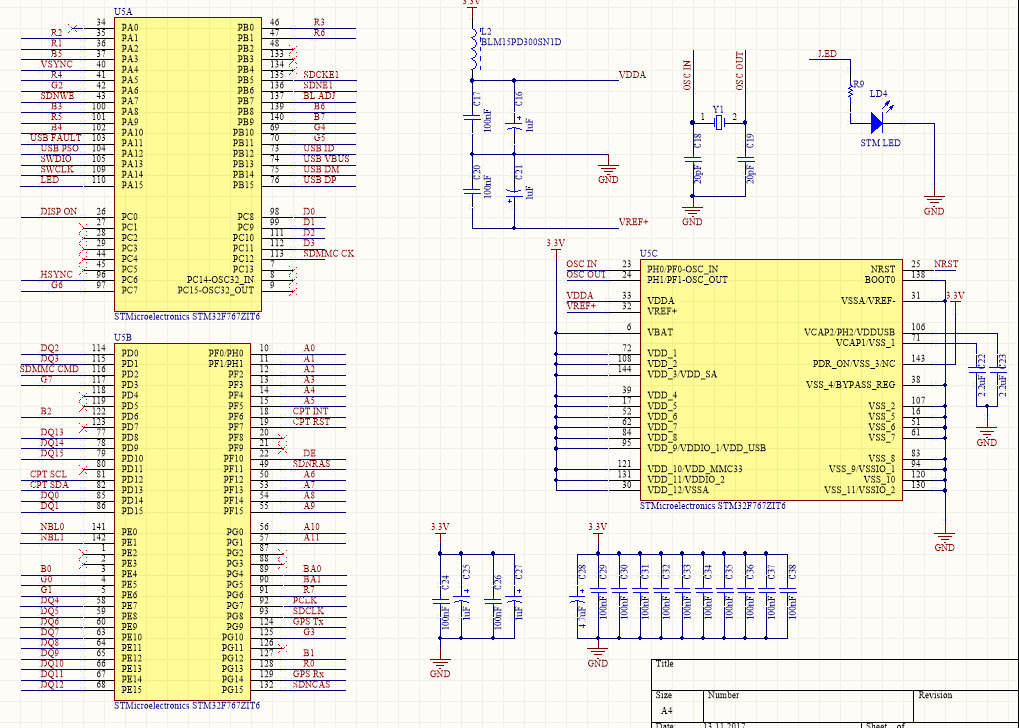 U5A
34 PA0 PB0 46 R3
R2 35 PA1 PB1 47 R6
R1 36 PA2 PB2 48
B5 37 PA3 PB3 133
VSYNC 40 PA4 PB4 134
R4 41 PA5 PB5 135 SDCKE1
G2 42 PA6 PB6 136 SDNE1
SDNWE 43 PA7 PB7 137 BL ADJ
B3 100 PA8 PB8 139 B6
R5 101 PA9 PB9 140 B7
B4 102 PA10 PB10 69 G4
USB FAULT 103 PA11 PB11 70 G5
USB PSO 104 PA12 PB12 73 USB ID
SWDIO 105 PA13 PB13 74 USB VBUS
SWCLK 109 PA14 PB14 75 USB DM
LED 110 PA15 PB15 76 USB DP
DISP ON 26 PC0 PC8 98 D0
27 PC1 PC9 99 D1
28 PC2 PC10 111 D2
29 PC3 PC11 112 D3
44 PC4 PC12 113 SDMMC CK
45 PC5 PC13 7
HSYNC 96 PC6 PC14-OSC32_IN 8
G6 97 PC7 PC15-OSC32_OUT 9
STMicroelectronics STM32F767ZIT6
U5B
DQ2 114 PD0 PF0/PH0 10 A0
DQ3 115 PD1 PF1/PH1 11 A1
SDMMC CMD 116 PD2 PF2 12 A2
G7 117 PD3 PF3 13 A3
118 PD4 PF4 14 A4
119 PD5 PF5 15 A5
B2 122 PD6 PF6 18 CPT INT
123 PD7 PF7 19 CPT RST
DQ13 77 PD8 PF8 20
DQ14 78 PD9 PF9 21
DQ15 79 PD10 PF10 22 DE
80 PD11 PF11 49 SDNRAS
CPT SCL 81 PD12 PF12 50 A6
CPT SDA 82 PD13 PF13 53 A7
DQ0 85 PD14 PF14 54 A8
DQ1 86 PD15 PF15 55 A9
NBL0 141 PE0 PG0 56 A10
NBL1 142 PE1 PG1 57 A11
1 PE2 PG2 87
2 PE3 PG3 88
B0 3 PE4 PG4 89 BA0
G0 4 PE5 PG5 90 BA1
G1 5 PE6 PG6 91 R7
DQ4 58 PE7 PG7 92 PCLK
DQ5 59 PE8 PG8 93 SDCLK
DQ6 60 PE9 PG9 124 GPS Tx
DQ7 63 PE10 PG10 125 G3
DQ8 64 PE11 PG11 126
DQ9 65 PE12 PG12 127 B1
DQ10 66 PE13 PG13 128 R0
DQ11 67 PE14 PG14 129 GPS Rx
DQ12 68 PE15 PG15 132 SDNCAS
STMicroelectronics STM32F767ZIT6
3.3V
L2
BLM15PD300SN1D
VDDA
C17 100nF C16 1uF
GND
C20 100nF C21 1uF
VREF+
OSC IN OSC OUT
Y1
1 2
C18 20pF C19 20pF
GND
LED
R9
LD4
STM LED
GND
3.3V
U5C
OSC IN 23 PH0/PF0-OSC_IN NRST 25 NRST
OSC OUT 24 PH1/PF1-OSC_OUT BOOT0 138
VDDA 33 VDDA VSSA/VREF- 31 3.3V
VREF+ 32 VREF+
6 VBAT VCAP2/PH2/VDDUSB 106
VCAP1/VSS_1 71
72 VDD_1
108 VDD_2 PDR_ON/VSS_3/NC 143
144 VDD_3/VDD_SA
VSS_4/BYPASS_REG 38
39 VDD_4
17 VDD_5 VSS_2 107
52 VDD_6 VSS_5 16
62 VDD_7 VSS_6 51
84 VDD_8 VSS_7 61
95 VDD_9/VDDIO_1/VDD_USB
VSS_8 83
121 VDD_10/VDD_MMC33 VSS_9/VSSIO_1 94
131 VDD_11/VDDIO_2 VSS_10 120
30 VDD_12/VSSA VSS_11/VSSIO_2 130
STMicroelectronics STM32F767ZIT6
C22 2.2uF C23 2.2uF
GND
GND
3.3V
C24 100nF C25 1uF C26 100nF C27 1uF
GND
3.3V
C28 4.7uF C29 100nF C30 100nF C31 100nF C32 100nF C33 100nF C34 100nF C35 100nF C36 100nF C37 100nF C38 100nF
GND
Title
Size Number Revision
A4
Date: 13.11.2017 Sheet of